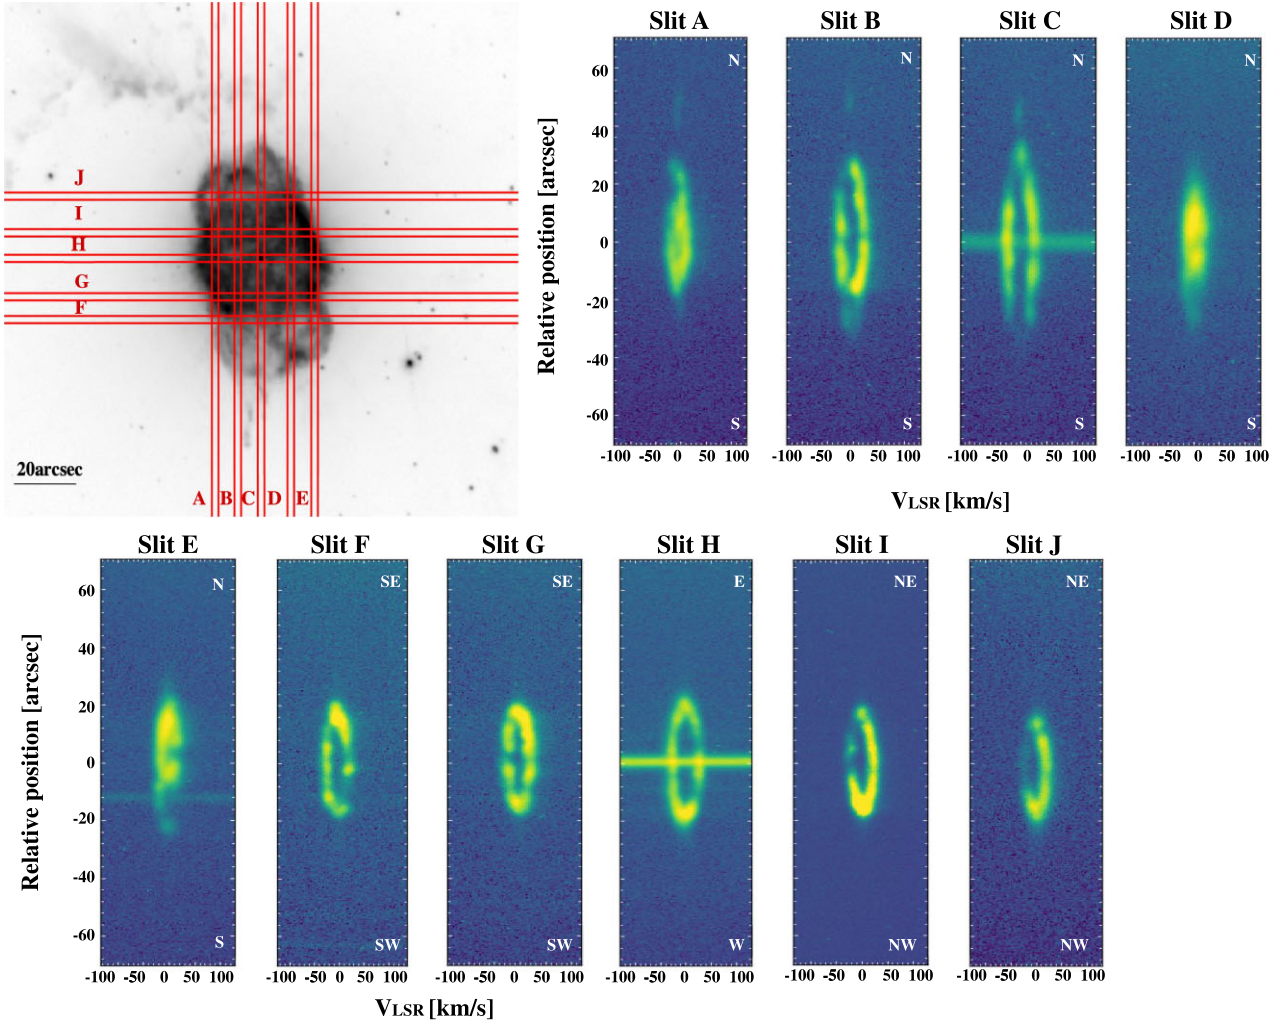 Slit A
Slit B
Slit C
Slit D
J
I
H
G
F
A B C D E
20arcsec
Relative position [arcsec]
60
40
20
0
-20
-40
-60
N
N
N
N
S
S
S
S
-100 -50 0 50 100
-100 -50 0 50 100
-100 -50 0 50 100
-100 -50 0 50 100
VLSR [km/s]
Slit E
Slit F
Slit G
Slit H
Slit I
Slit J
Relative position [arcsec]
60
40
20
0
-20
-40
-60
N
SE
SE
E
NE
NE
S
SW
SW
W
NW
NW
-100 -50 0 50 100
-100 -50 0 50 100
-100 -50 0 50 100
-100 -50 0 50 100
-100 -50 0 50 100
-100 -50 0 50 100
VLSR [km/s]